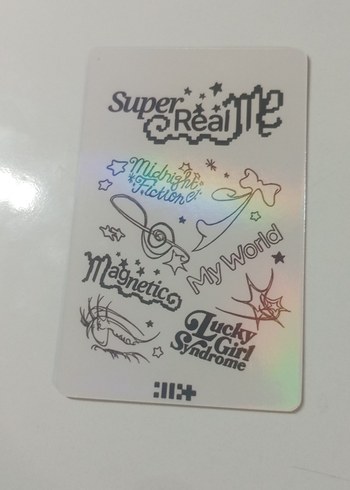 Super Real Me
Midnight
Fiction
My World
Magnetic
Lucky
Girl
Syndrome